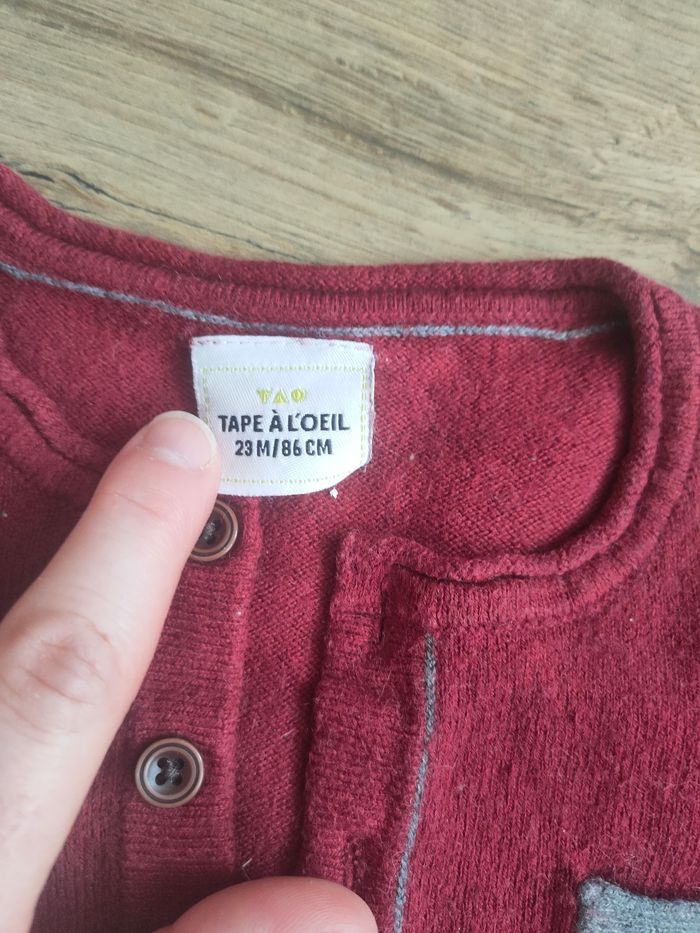 TAO
TAPE À L'OEIL
23 M/86 CM